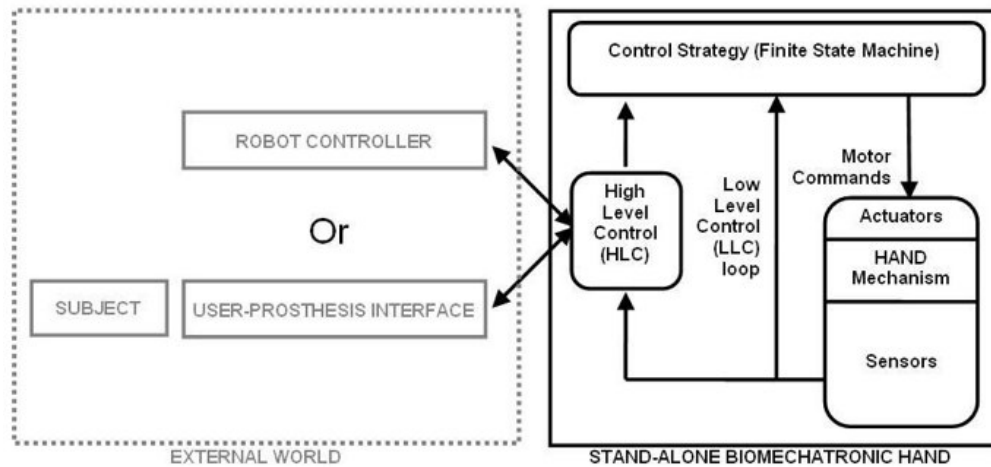 Control Strategy (Finite State Machine)
ROBOT CONTROLLER
Or
SUBJECT
USER-PROSTHESIS INTERFACE
High
Level
Control
(HLC)
Low
Level
Control
(LLC)
loop
Motor
Commands
Actuators
HAND
Mechanism
Sensors
EXTERNAL WORLD
STAND-ALONE BIOMECHATRONIC HAND